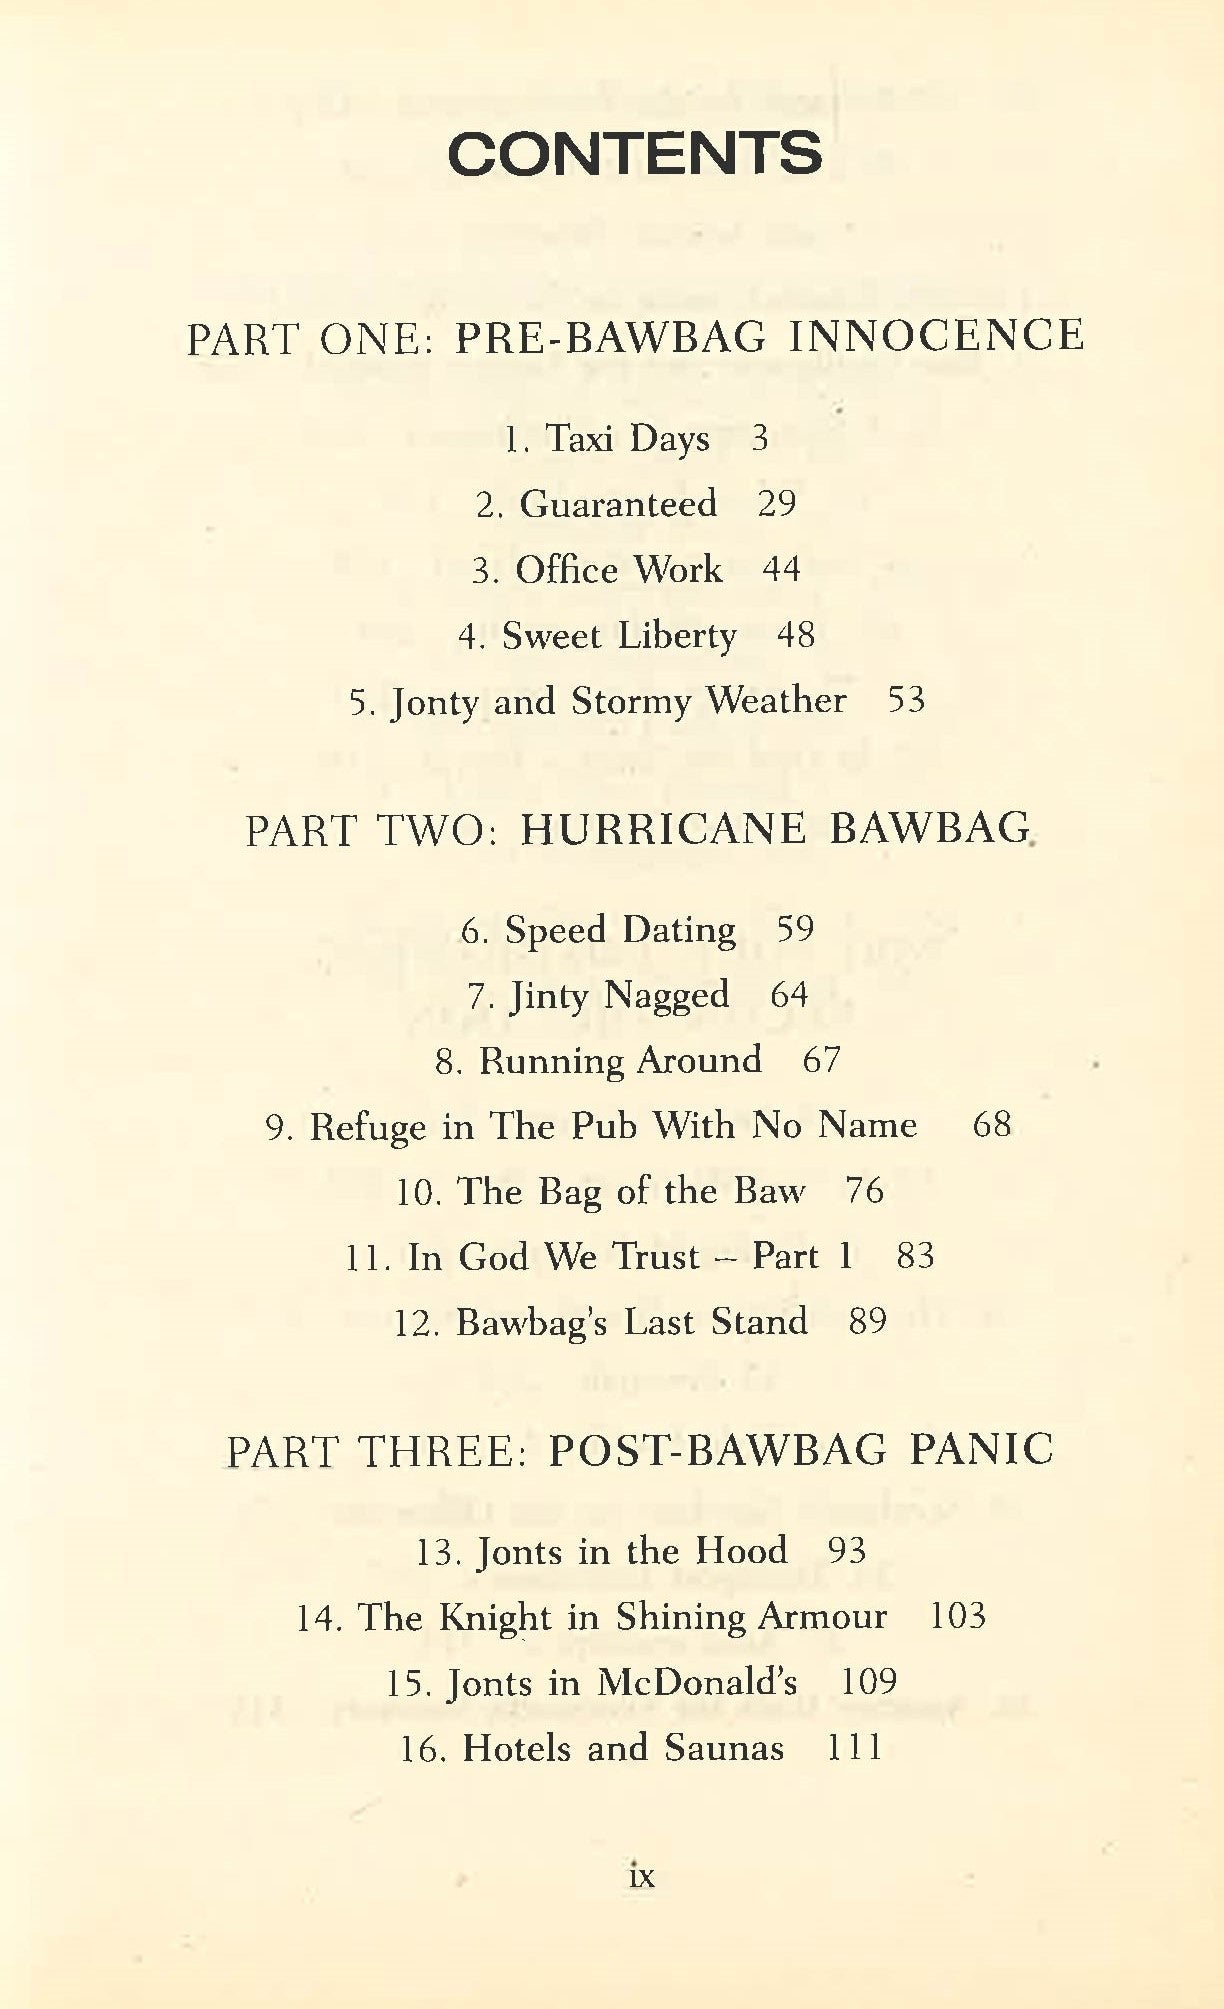 CONTENTS
PART ONE: PRE-BAWBAG INNOCENCE
1. Taxi Days 3
2. Guaranteed 29
3. Office Work 44
4. Sweet Liberty 48
5. Jonty and Stormy Weather 53
PART TWO: HURRICANE BAWBAG
6. Speed Dating 59
7. Jinty Nagged 64
8. Running Around 67
9. Refuge in The Pub With No Name 68
10. The Bag of the Baw 76
11. In God We Trust – Part 1 83
12. Bawbag's Last Stand 89
PART THREE: POST-BAWBAG PANIC
13. Jonts in the Hood 93
14. The Knight in Shining Armour 103
15. Jonts in McDonald's 109
16. Hotels and Saunas 111
ix